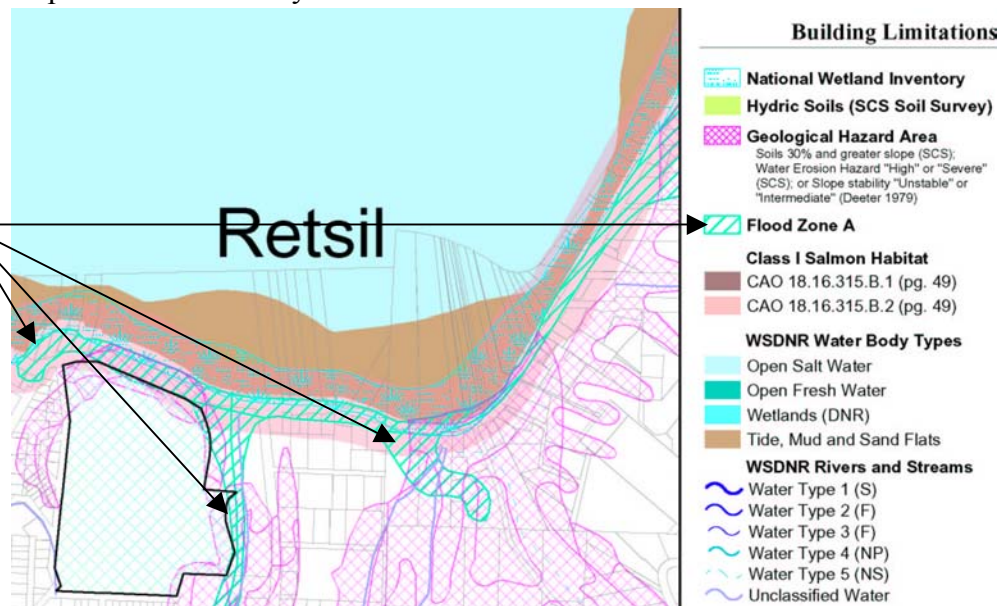 Building Limitations
National Wetland Inventory
Hydric Soils (SCS Soil Survey)
Geological Hazard Area
Soils 30% and greater slope (SCS);
Water Erosion Hazard "High" or "Severe"
(SCS); or Slope stability "Unstable" or
"Intermediate" (Deeter 1979)
Retsil
Flood Zone A
Class I Salmon Habitat
CAO 18.16.315.B.1 (pg. 49)
CAO 18.16.315.B.2 (pg. 49)
WSDNR Water Body Types
Open Salt Water
Open Fresh Water
Wetlands (DNR)
Tide, Mud and Sand Flats
WSDNR Rivers and Streams
Water Type 1 (S)
Water Type 2 (F)
Water Type 3 (F)
Water Type 4 (NP)
Water Type 5 (NS)
Unclassified Water